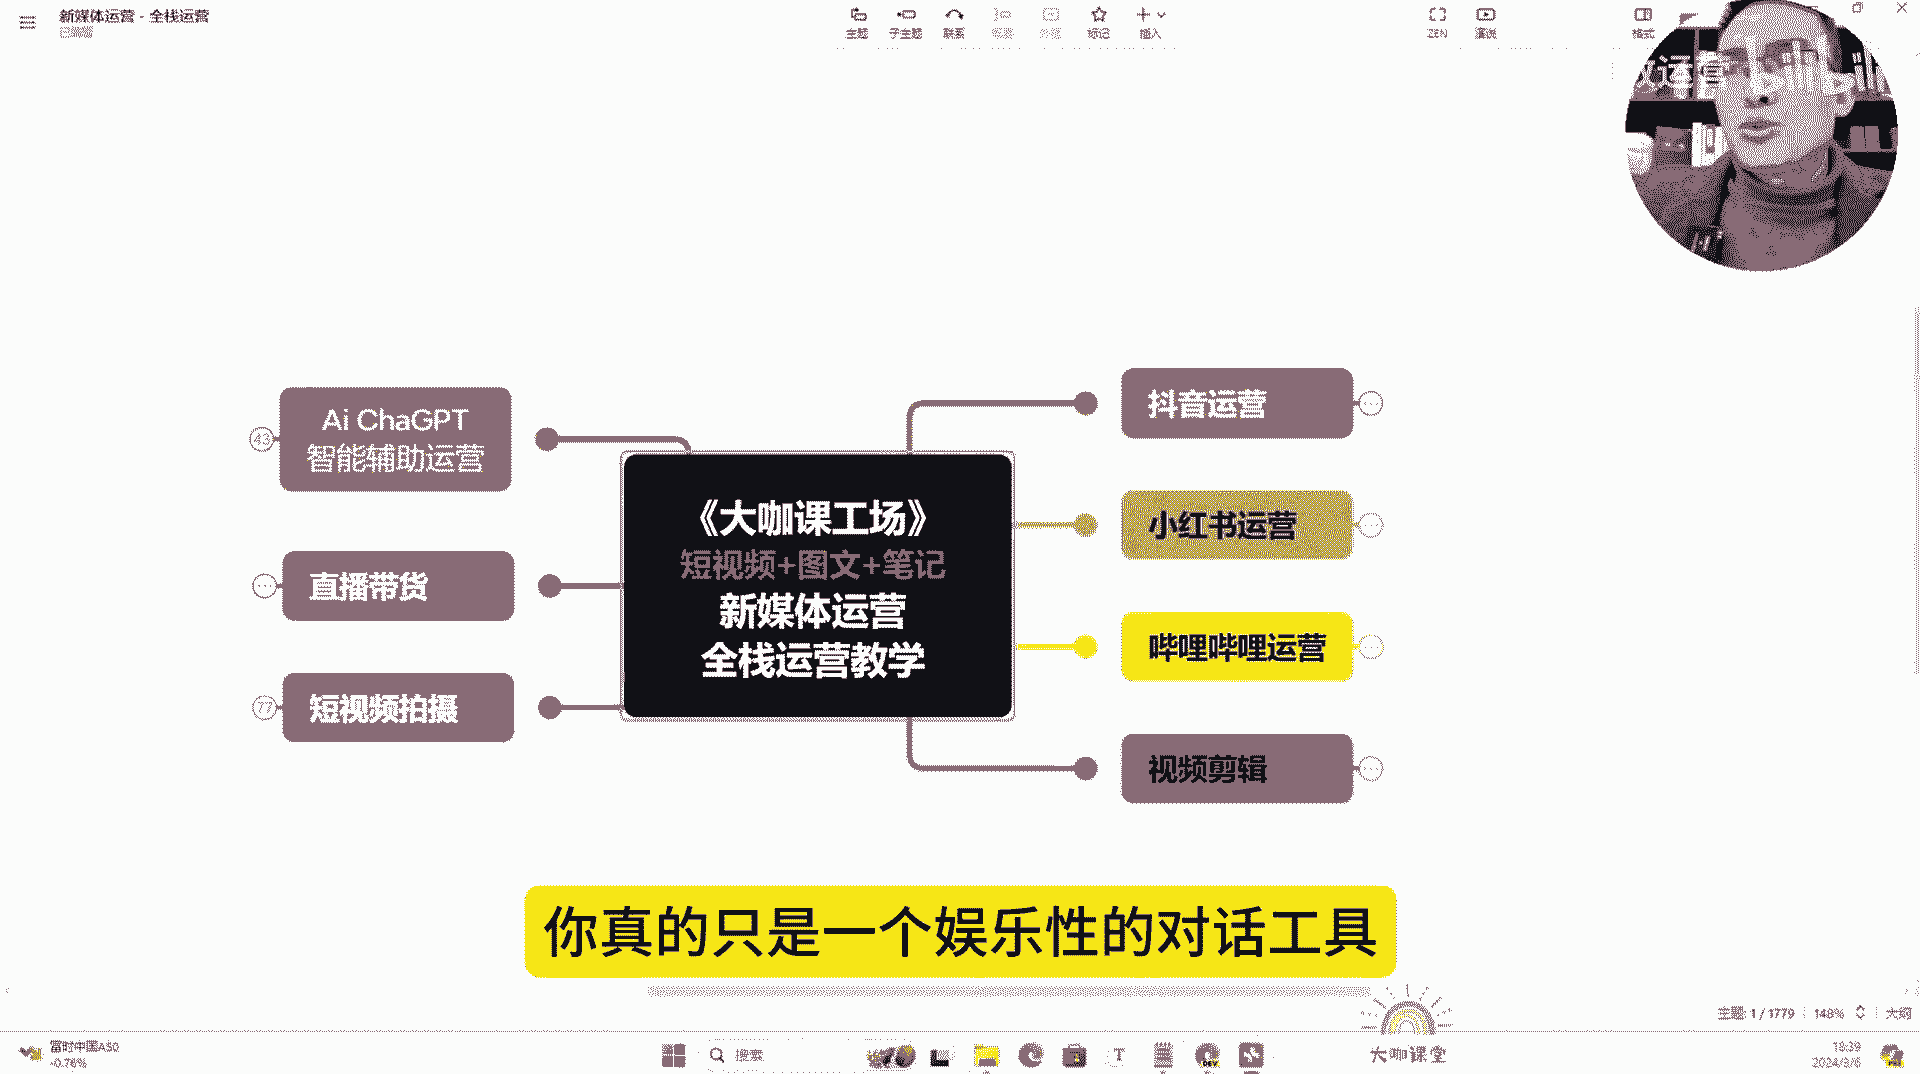 新媒体运营 - 全栈运营
主题
子主题
联系
标记
插入
ZEN
演说
格式
运营
Ai ChaGPT
智能辅助运营
43
直播带货
短视频拍摄
77
《大咖课工场》
短视频+图文+笔记
新媒体运营
全栈运营教学
抖音运营
小红书运营
哔哩哔哩运营
视频剪辑
你真的只是一个娱乐性的对话工具
主题: 1 / 1779
148%
大纲
富时中国A50
-0.76%
搜索
T
DEV
大咖课堂
18:39
2024/3/6